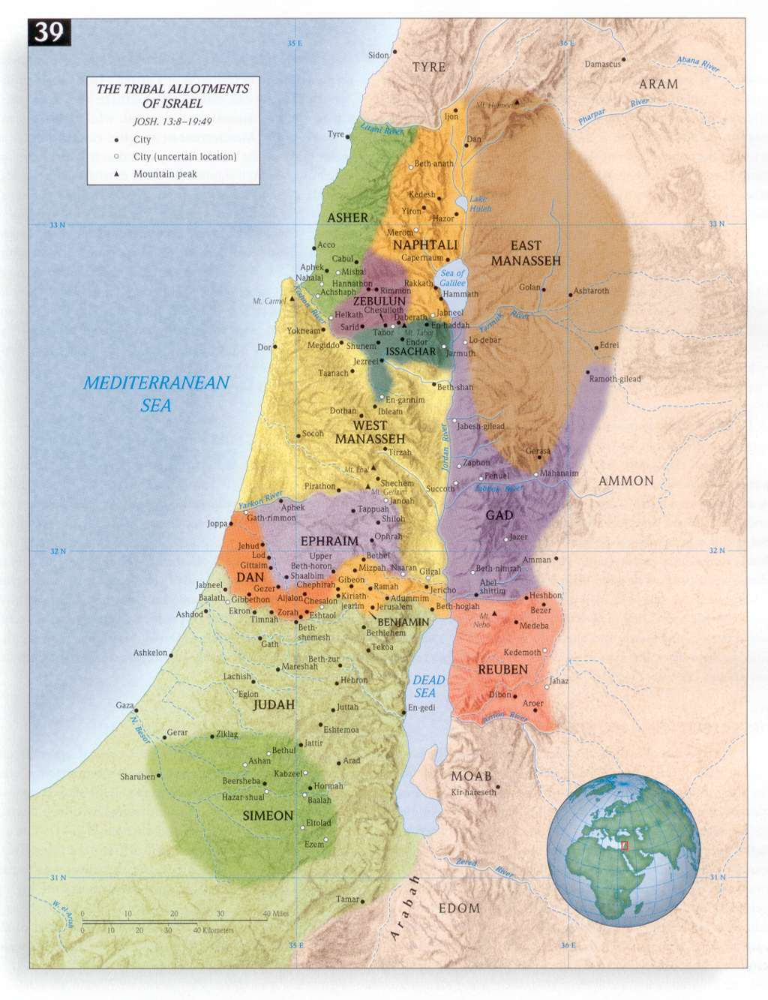 39
35 E
36 E
Sidon
TYRE
Damascus
Abana River
ARAM
THE TRIBAL ALLOTMENTS
OF ISRAEL
JOSH. 13:8–19:49
City
City (uncertain location)
Mountain peak
Mt. Hermon
Pharpar River
Ijon
Litani River
Tyre
Dan
Beth-anath
Kedesh
Lake
Huleh
Yiron
Hazor
ASHER
33 N
33 N
Merom
NAPHTALI
EAST
MANASSEH
Acco
Capernaum
Cabul
Aphek
Mishal
Sea of
Galilee
Nahalal
Hannathon
Rakkath
Achshaph
Rimmon
Golan
Ashtaroth
Hammath
Mt. Carmel
Kishon River
ZEBULUN
Chesulloth
Helkath
Daberath
Jabneel
Yarmuk River
Yokneam
Sarid
Tabor
Mt. Tabor
En-haddah
Dor
Megiddo
Shunem
Endor
Lo-debar
Edrei
ISSACHAR
Jarmuth
Jezreel
Taanach
Ramoth-gilead
MEDITERRANEAN
SEA
Beth-shan
En-gannim
Dothan
Ibleam
WEST
MANASSEH
Jabesh-gilead
Socoh
Jordan River
Tirzah
Gerasa
Mt. Ebal
Zaphon
Penuel
Mahanaim
AMMON
Pirathon
Shechem
Mt. Gerizim
Succoth
Jabbok River
Yarkon River
Janoah
Aphek
Tappuah
Gath-rimmon
Shiloh
GAD
Joppa
EPHRAIM
Ophrah
Jazer
Jehud
32 N
32 N
Lod
Upper
Beth-horon
Bethel
Amman
Gittaim
Mizpah
Naaran
Gilgal
Beth-nimrah
DAN
Shaalbim
Gibeon
Jabneel
Gezer
Chephirah
Ramah
Jericho
Abel-
shittim
Baalath
Gibbethon
Aijalon
Chesalon
Kiriath-
jearim
Adummim
Heshbon
Ashdod
Ekron
Zorah
Eshtaol
Jerusalem
Beth-hoglah
Bezer
Timnah
BENJAMIN
Mt.
Nebo
Medeba
Beth-
shemesh
Bethlehem
Gath
Tekoa
Ashkelon
Kedemoth
Beth-zur
Mareshah
REUBEN
Lachish
Hebron
DEAD
SEA
Jahaz
Eglon
Dibon
Gaza
JUDAH
Juttah
En-gedi
Aroer
N. Besor
Arnon River
Gerar
Ziklag
Eshtemoa
Jattir
Bethul
Ashan
Arad
Sharuhen
Kabzeel
MOAB
Beersheba
Hormah
Kir-hareseth
Hazar-shual
Baalah
SIMEON
Eltolad
Ezem
Zered River
31 N
31 N
W. el-Arish
Tamar
Arabah
EDOM
0 10 20 30 40 Miles
0 10 20 30 40 Kilometers
35 E
36 E